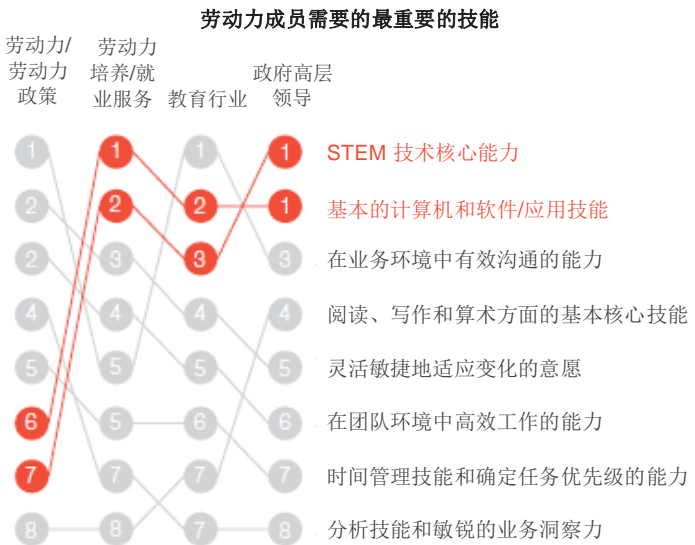 劳动力成员需要的最重要的技能
劳动力/
劳动力
政策
劳动力
培养/就
业服务
教育行业
政府高层
领导
1 1 1 1 STEM 技术核心能力
2 2 2 1 基本的计算机和软件/应用技能
2 3 3 3 在业务环境中有效沟通的能力
4 4 4 4 阅读、写作和算术方面的基本核心技能
5 5 5 5 灵活敏捷地适应变化的意愿
6 5 6 6 在团队环境中高效工作的能力
7 7 7 7 时间管理技能和确定任务优先级的能力
8 8 7 8 分析技能和敏锐的业务洞察力